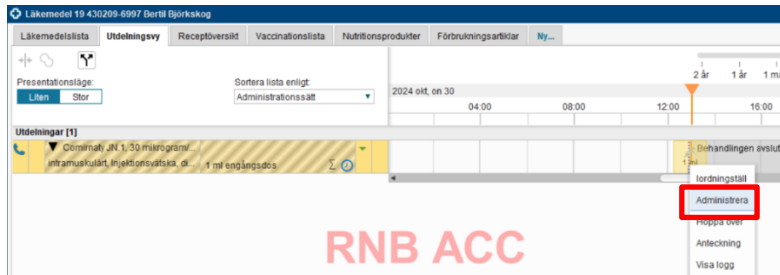 Läkemedel 19 430209-6997 Bertil Björkskog
Läkemedelslista Utdelningsvy Receptöversikt Vaccinationslista Nutritionsprodukter Förbrukningsartiklar Ny...
Presentationsläge: Sortera lista enligt:
Liten Stor Administrationssätt
2 år 1 år 1 m
2024 okt, on 30
04:00 08:00 12:00 16:00
Utdelningar [1]
Comirnaty JN.1, 30 mikrogram/... Behandlingen avslut
intramuskulärt, Injektionsvätska, di... 1 ml engångsdos Σ 1 ml
Iordningställ
Administrera
Hoppa över
Anteckning
Visa logg
RNB ACC